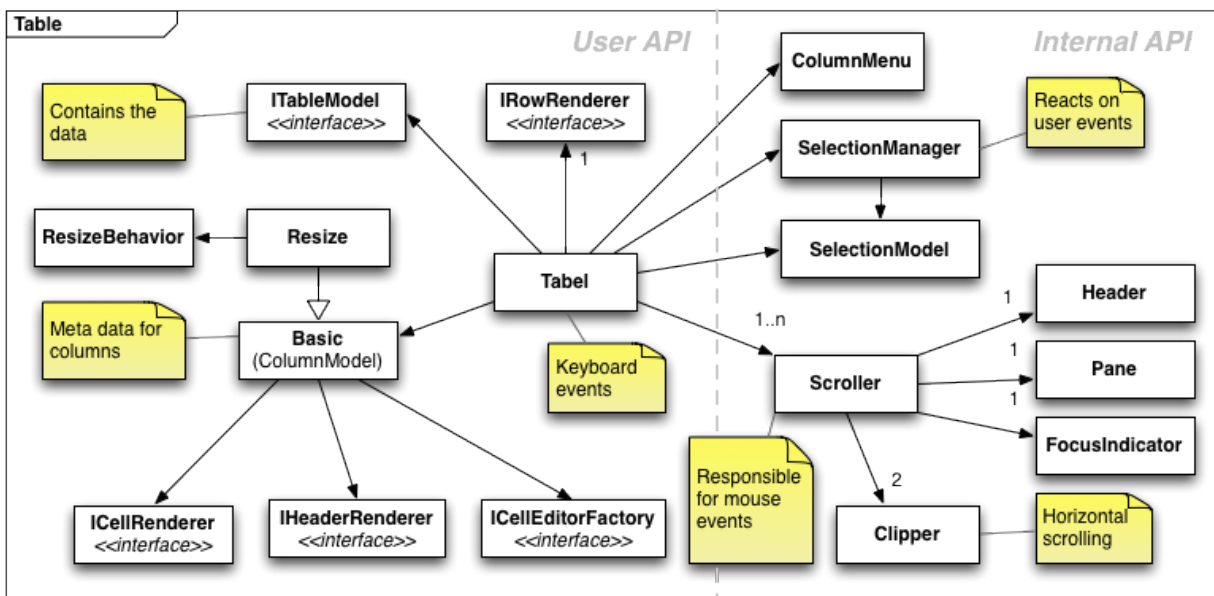 Table
User API
Internal API
Contains the
data
ITableModel
<<interface>>
IRowRenderer
<<interface>>
1
ColumnMenu
SelectionManager
Reacts on
user events
ResizeBehavior
Resize
SelectionModel
Tabel
Meta data for
columns
Basic
(ColumnModel)
Keyboard
events
1..n
Scroller
1
Header
1
Pane
1
FocusIndicator
Responsible
for mouse
events
2
Clipper
Horizontal
scrolling
ICellRenderer
<<interface>>
IHeaderRenderer
<<interface>>
ICellEditorFactory
<<interface>>